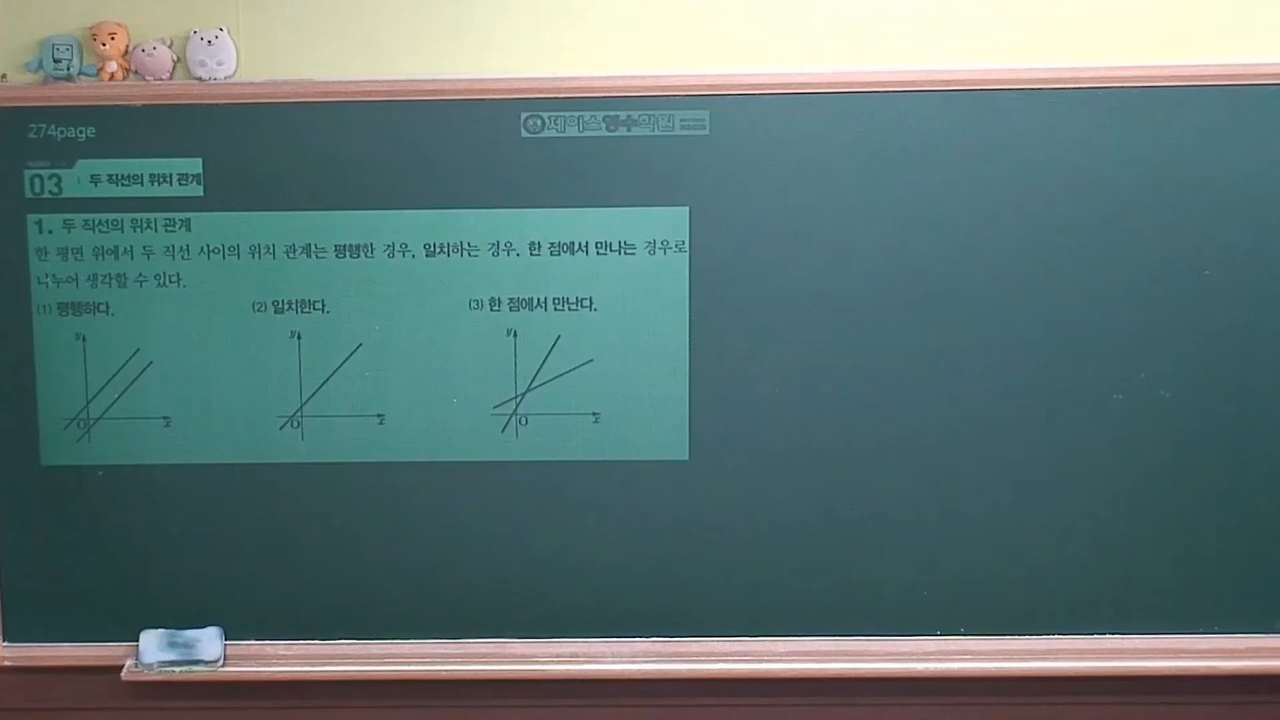 274page
제이스영수학원
03 두 직선의 위치 관계
1. 두 직선의 위치 관계
한 평면 위에서 두 직선 사이의 위치 관계는 평행한 경우, 일치하는 경우, 한 점에서 만나는 경우로
나누어 생각할 수 있다.
(1) 평행하다. (2) 일치한다. (3) 한 점에서 만난다.
y y y
O x O x O x